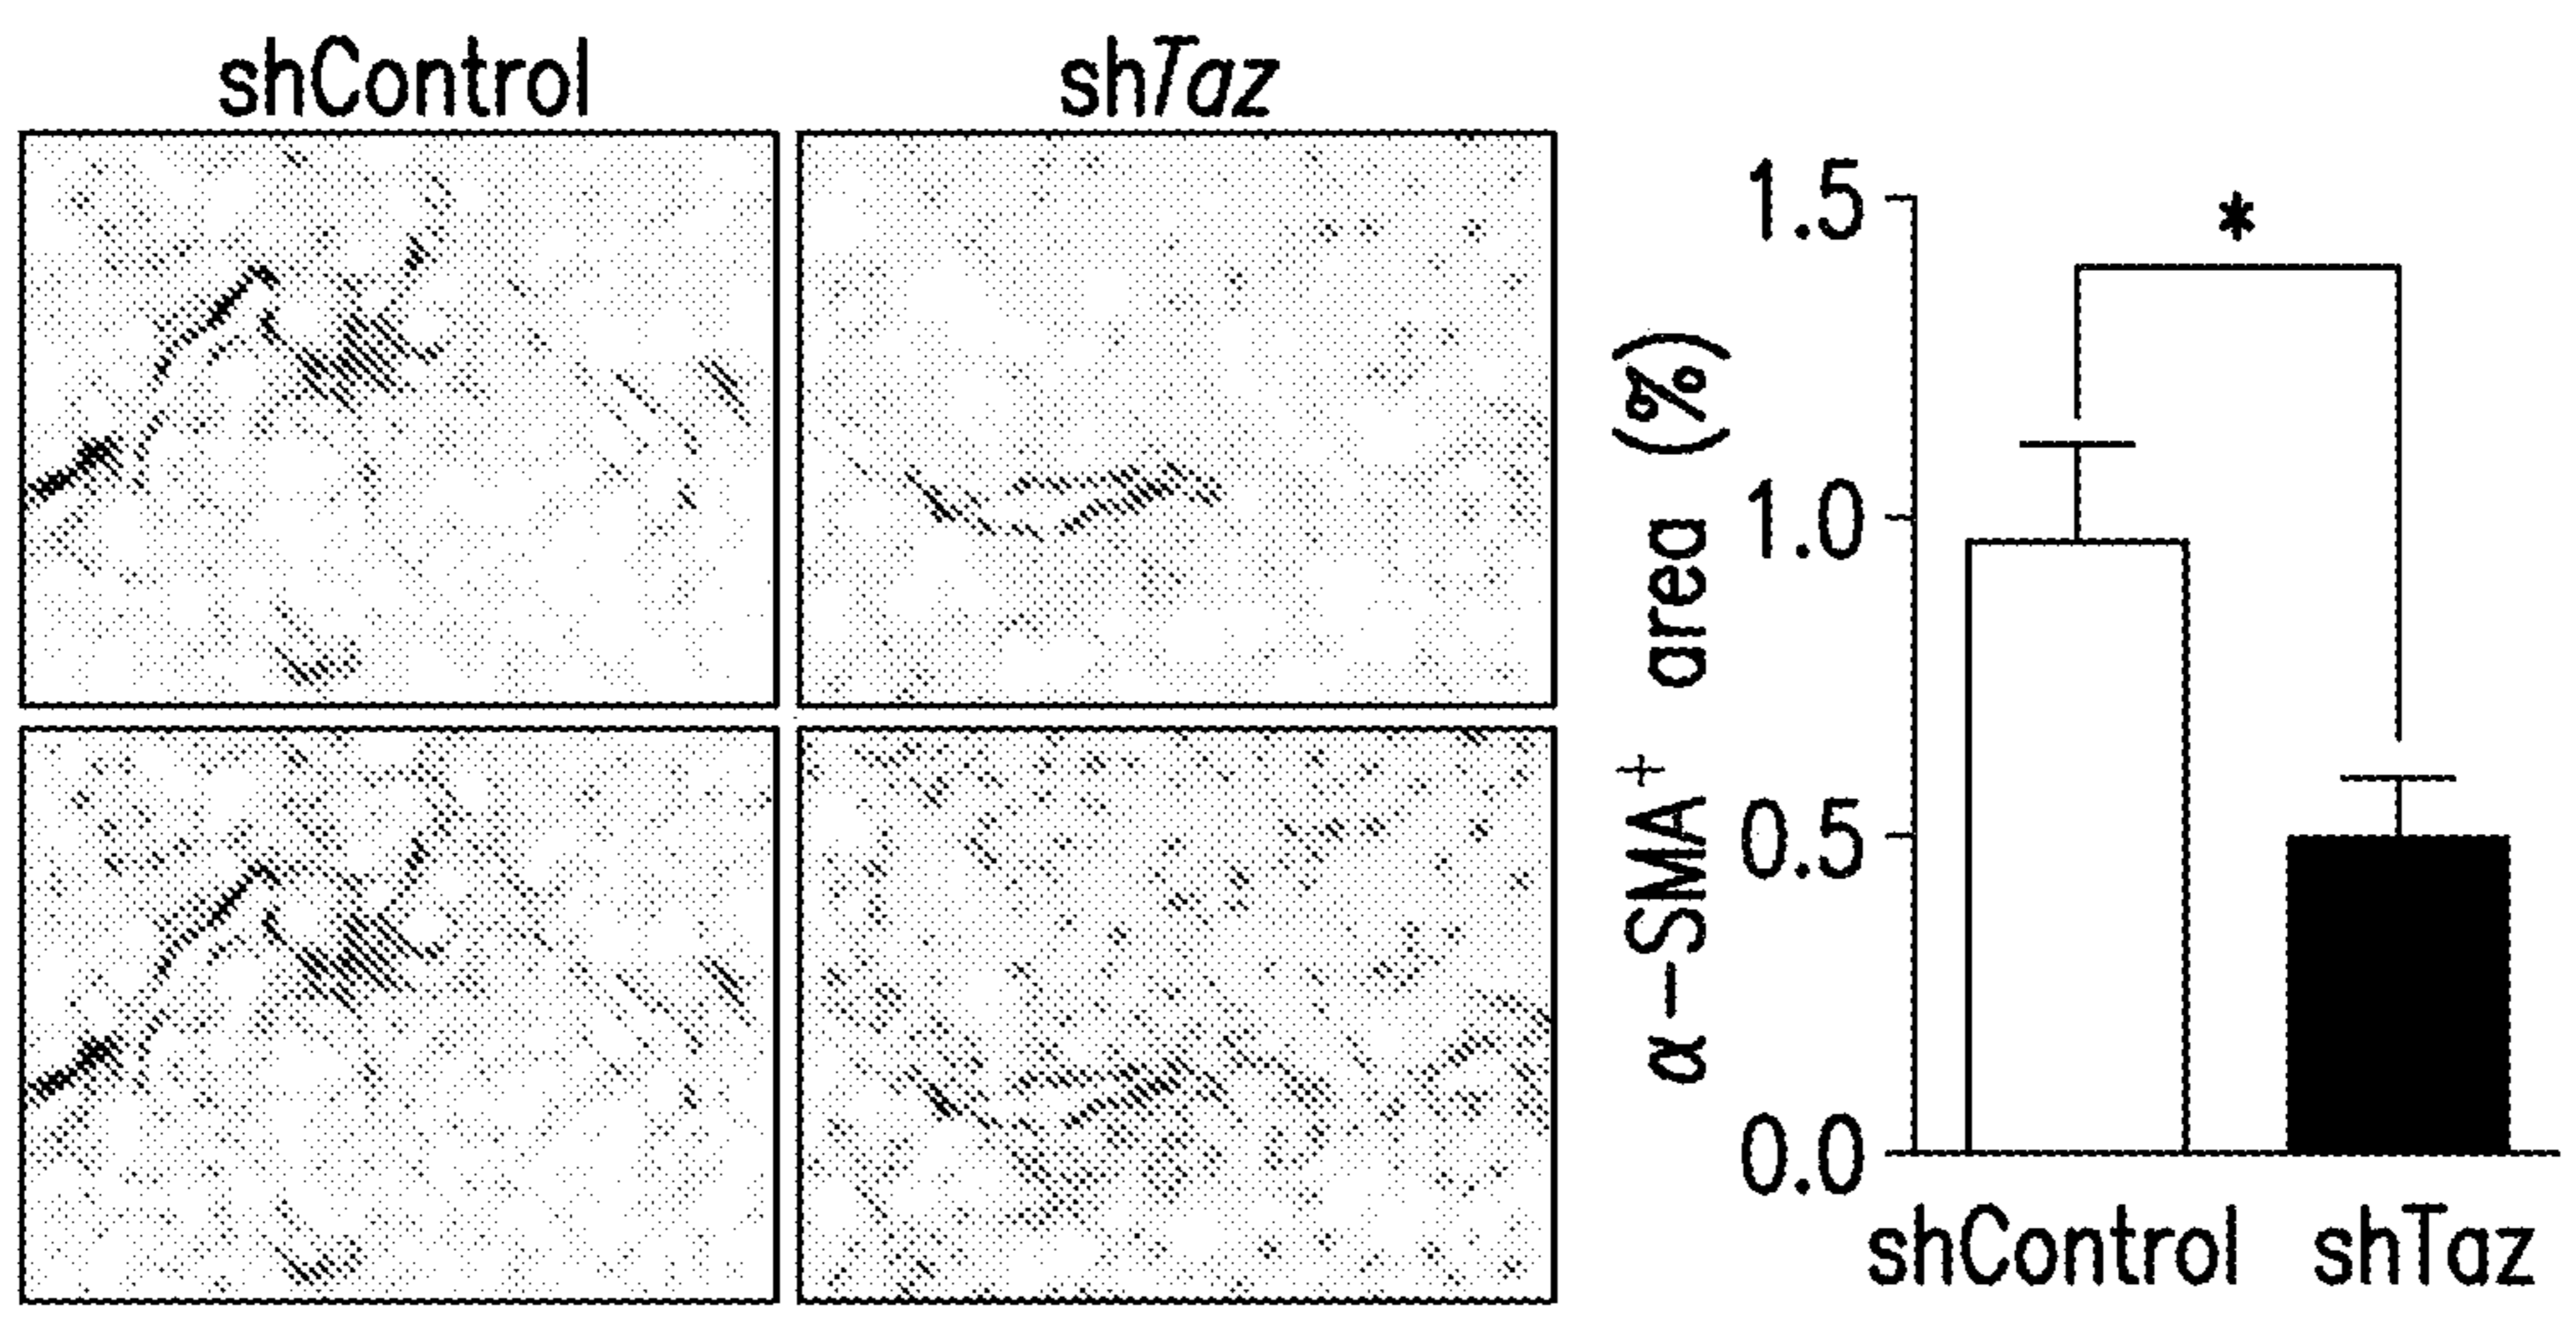 shControl
shTaz
α-SMA⁺ area (%)
1.5
1.0
0.5
0.0
*
shControl
shTaz